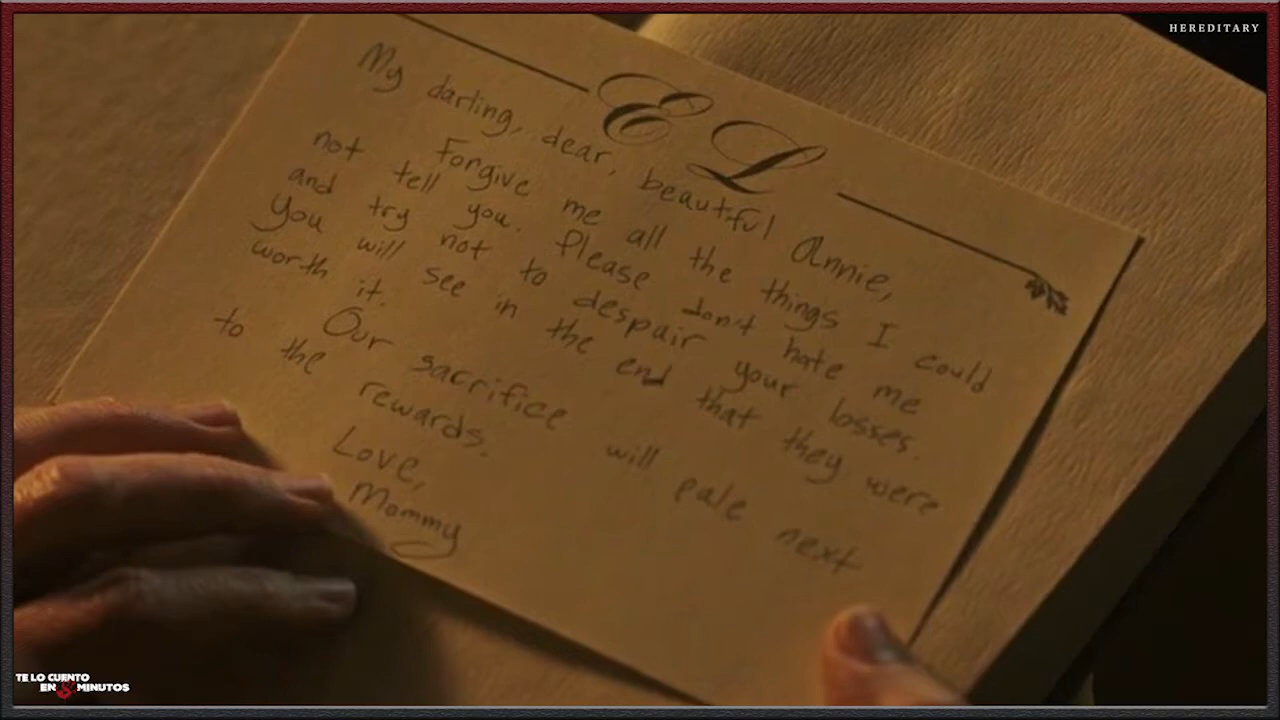 HEREDITARY
E L
My darling, dear, beautiful Annie,
Forgive me all the things I could
not tell you. Please don't hate me
and try not to despair your losses.
You will see in the end that they were
worth it.
Our sacrifice will pale next
to the rewards.
Love,
Mommy
TE LO CUENTO
EN 8 MINUTOS